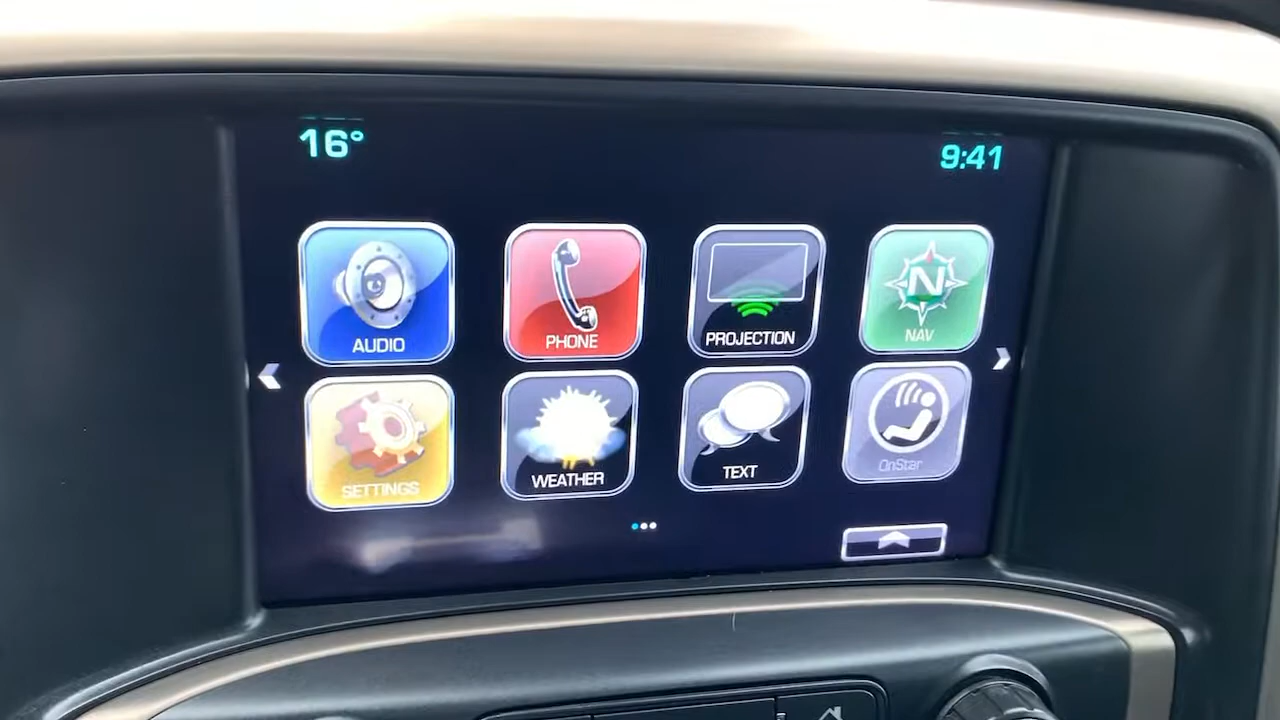 16°
9:41
AUDIO
PHONE
PROJECTION
N
NAV
SETTINGS
WEATHER
TEXT
OnStar